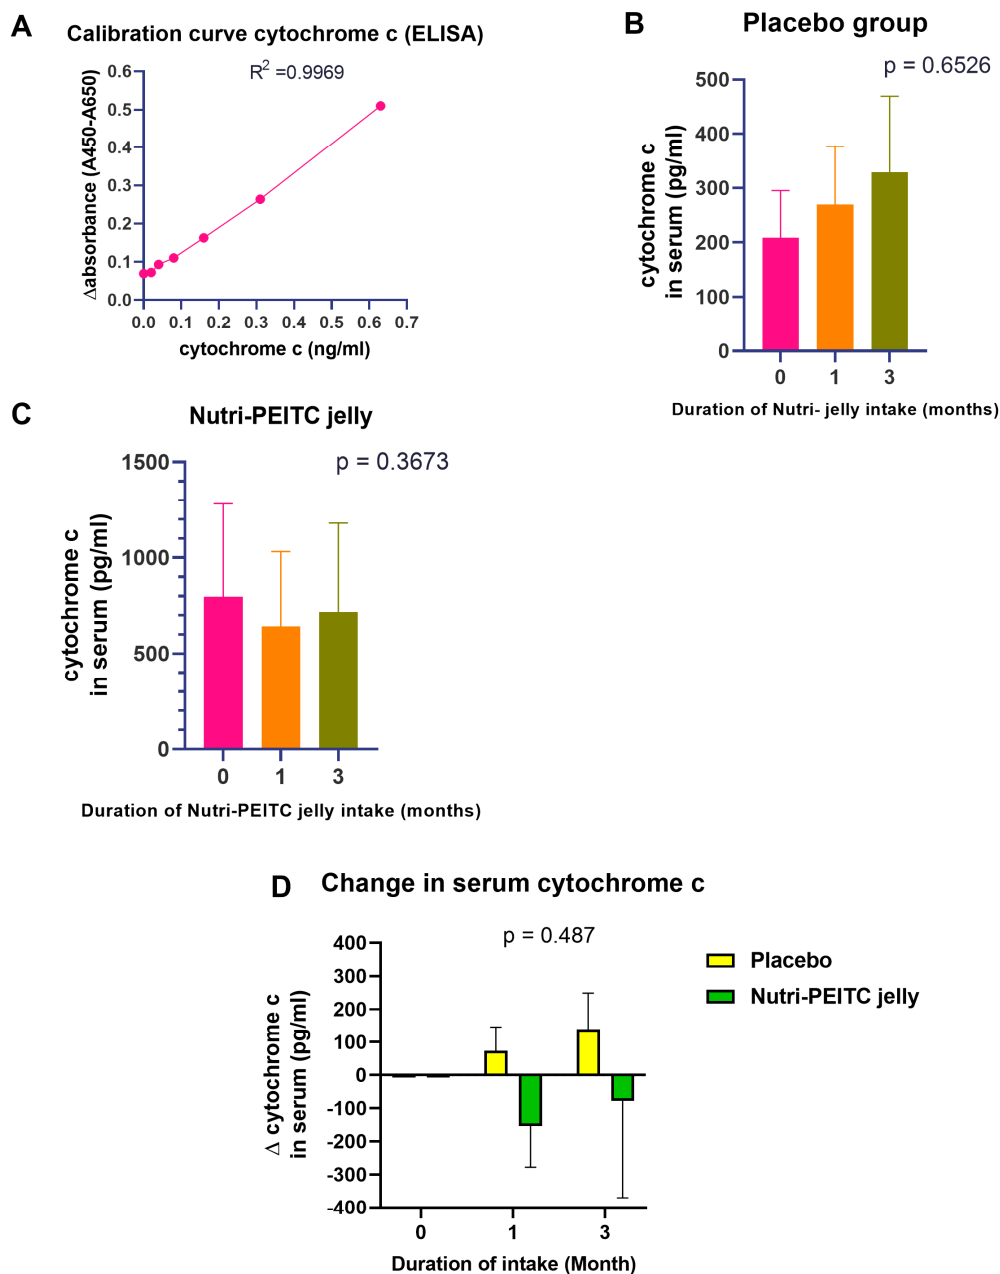 A
Calibration curve cytochrome c (ELISA)
R2 =0.9969
Δabsorbance (A450-A650)
0.6
0.5
0.4
0.3
0.2
0.1
0.0
0.0 0.1 0.2 0.3 0.4 0.5 0.6 0.7
cytochrome c (ng/ml)
B
Placebo group
p = 0.6526
cytochrome c
in serum (pg/ml)
500
400
300
200
100
0
0 1 3
Duration of Nutri- jelly intake (months)
C
Nutri-PEITC jelly
p = 0.3673
cytochrome c
in serum (pg/ml)
1500
1000
500
0
0 1 3
Duration of Nutri-PEITC jelly intake (months)
D
Change in serum cytochrome c
p = 0.487
Δ cytochrome c
in serum (pg/ml)
400
300
200
100
0
-100
-200
-300
-400
0 1 3
Duration of intake (Month)
Placebo
Nutri-PEITC jelly